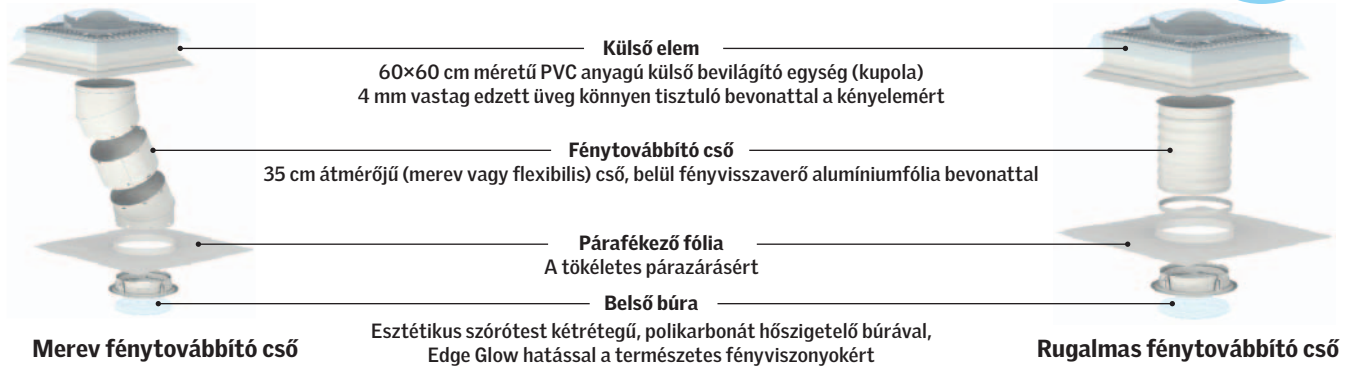 Külső elem
60×60 cm méretű PVC anyagú külső bevilágító egység (kupola)
4 mm vastag edzett üveg könnyen tisztuló bevonattal a kényelemért
Fénytovábbító cső
35 cm átmérőjű (merev vagy flexibilis) cső, belül fényvisszaverő alumíniumfólia bevonattal
Párafékező fólia
A tökéletes párazárásért
Belső búra
Esztétikus szórótest kétrétegű, polikarbonát hőszigetelő búrával,
Edge Glow hatással a természetes fényviszonyokért
Merev fénytovábbító cső
Rugalmas fénytovábbító cső